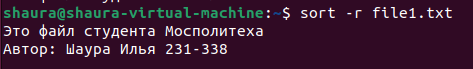 shaura@shaura-virtual-machine:~$ sort -r file1.txt
Это файл студента Мосполитеха
Автор: Шаура Илья 231-338